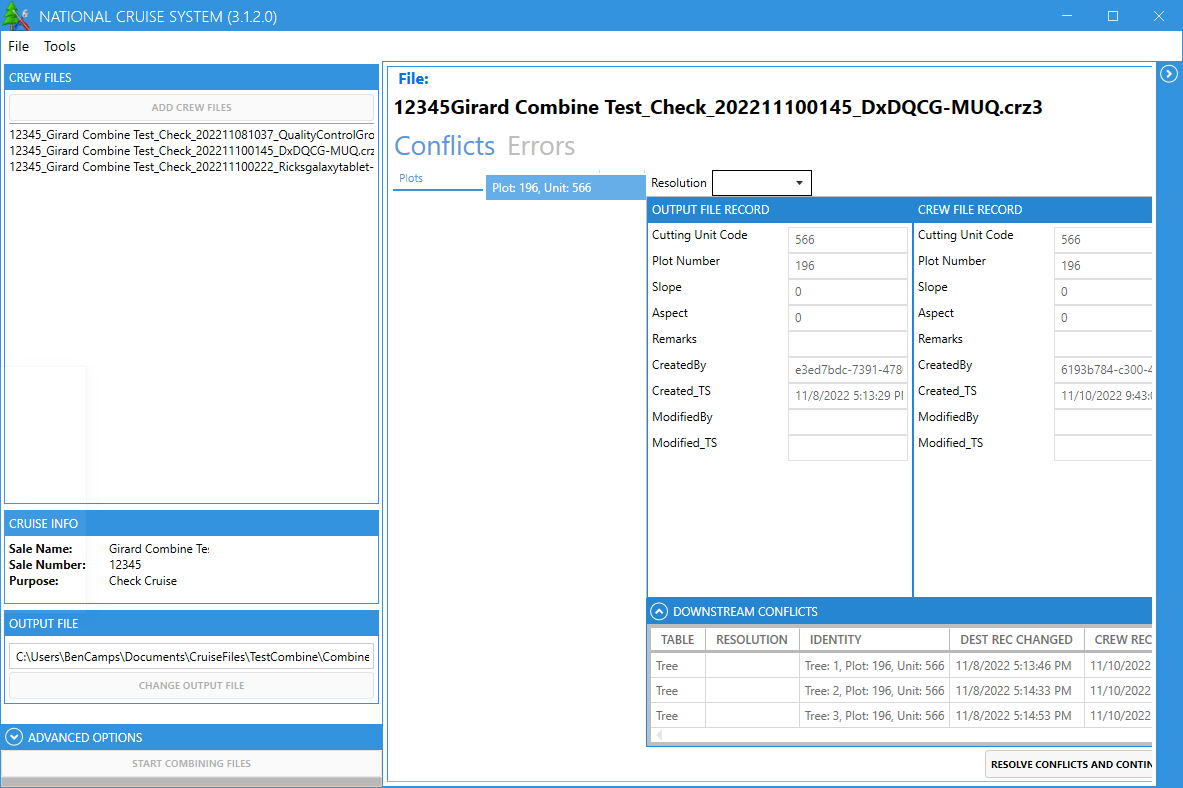 NATIONAL CRUISE SYSTEM (3.1.2.0)
File Tools
CREW FILES
ADD CREW FILES
12345_Girard Combine Test_Check_202211081037_QualityControlGro
12345_Girard Combine Test_Check_202211100145_DxDQCG-MUQ.crz
12345_Girard Combine Test_Check_202211100222_Ricksgalaxytablet-
CRUISE INFO
Sale Name: Girard Combine Te
Sale Number: 12345
Purpose: Check Cruise
OUTPUT FILE
C:\Users\BenCamps\Documents\CruiseFiles\TestCombine\Combine
CHANGE OUTPUT FILE
ADVANCED OPTIONS
START COMBINING FILES
File:
12345Girard Combine Test_Check_202211100145_DxDQCG-MUQ.crz3
Conflicts Errors
Plots
Plot: 196, Unit: 566
Resolution
OUTPUT FILE RECORD
Cutting Unit Code 566
Plot Number 196
Slope 0
Aspect 0
Remarks
CreatedBy e3ed7bdc-7391-478
Created_TS 11/8/2022 5:13:29 P
ModifiedBy
Modified_TS
CREW FILE RECORD
Cutting Unit Code 566
Plot Number 196
Slope 0
Aspect 0
Remarks
CreatedBy 6193b784-c300-4
Created_TS 11/10/2022 9:43:
ModifiedBy
Modified_TS
DOWNSTREAM CONFLICTS
TABLE RESOLUTION IDENTITY DEST REC CHANGED CREW REC
Tree Tree: 1, Plot: 196, Unit: 566 11/8/2022 5:13:46 PM 11/10/2022
Tree Tree: 2, Plot: 196, Unit: 566 11/8/2022 5:14:33 PM 11/10/2022
Tree Tree: 3, Plot: 196, Unit: 566 11/8/2022 5:14:53 PM 11/10/2022
RESOLVE CONFLICTS AND CONTIN